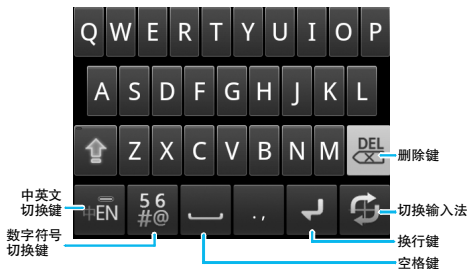 Q W E R T Y U I O P
A S D F G H J K L
Z X C V B N M DEL
删除键
中英文
切换键
中EN
5 6
#@
. ,
切换输入法
数字符号
切换键
换行键
空格键